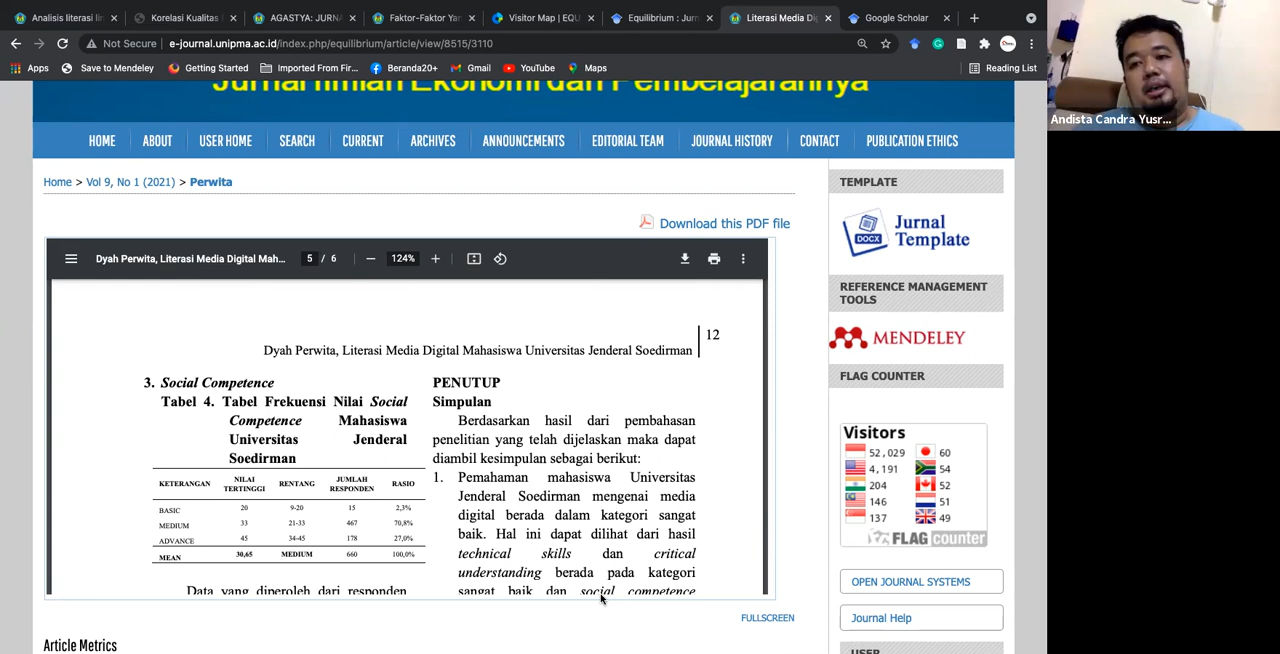 Analisis literasi li
Korelasi Kualitas
AGASTYA: JURNA
Faktor-Faktor Yan
Visitor Map | EQU
Equilibrium : Jurn
Literasi Media Dig
Google Scholar
Not Secure
e-journal.unipma.ac.id/index.php/equilibrium/article/view/8515/3110
Apps
Save to Mendeley
Getting Started
Imported From Fir...
Beranda20+
Gmail
YouTube
Maps
Reading List
Andista Candra Yusr...
Jurnal Ilmiah Ekonomi dan Pembelajarannya
HOME
ABOUT
USER HOME
SEARCH
CURRENT
ARCHIVES
ANNOUNCEMENTS
EDITORIAL TEAM
JOURNAL HISTORY
CONTACT
PUBLICATION ETHICS
Home > Vol 9, No 1 (2021) > Perwita
Download this PDF file
Dyah Perwita, Literasi Media Digital Mah...
5 / 6
124%
12
Dyah Perwita, Literasi Media Digital Mahasiswa Universitas Jenderal Soedirman
3. Social Competence
Tabel 4. Tabel Frekuensi Nilai Social
Competence Mahasiswa
Universitas Jenderal
Soedirman
KETERANGAN NILAI TERTINGGI RENTANG JUMLAH RESPONDEN RASIO
BASIC 20 9-20 15 2,3%
MEDIUM 33 21-33 467 70,8%
ADVANCE 45 34-45 178 27,0%
MEAN 30,65 MEDIUM 660 100,0%
Data yang diperoleh dari responden
PENUTUP
Simpulan
Berdasarkan hasil dari pembahasan
penelitian yang telah dijelaskan maka dapat
diambil kesimpulan sebagai berikut:
1. Pemahaman mahasiswa Universitas
Jenderal Soedirman mengenai media
digital berada dalam kategori sangat
baik. Hal ini dapat dilihat dari hasil
technical skills dan critical
understanding berada pada kategori
sangat baik dan social competence
FULLSCREEN
Article Metrics
TEMPLATE
Jurnal
Template
DOCX
REFERENCE MANAGEMENT
TOOLS
MENDELEY
FLAG COUNTER
Visitors
52,029 60
4,191 54
204 52
146 51
137 49
FLAG counter
OPEN JOURNAL SYSTEMS
Journal Help
USER